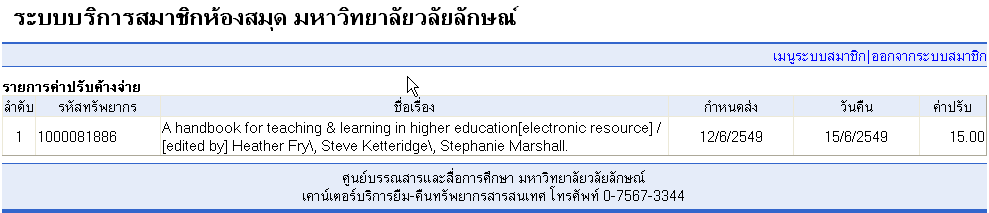 ระบบบริการสมาชิกห้องสมุด มหาวิทยาลัยวลัยลักษณ์
เมนูระบบสมาชิก|ออกจากระบบสมาชิก
รายการค่าปรับค้างจ่าย
ลำดับ รหัสทรัพยากร ชื่อเรื่อง กำหนดส่ง วันคืน ค่าปรับ
1 1000081886 A handbook for teaching & learning in higher education[electronic resource] / 12/6/2549 15/6/2549 15.00
[edited by] Heather Fry\, Steve Ketteridge\, Stephanie Marshall.
ศูนย์บรรณสารและสื่อการศึกษา มหาวิทยาลัยวลัยลักษณ์
เคาน์เตอร์บริการยืม-คืนทรัพยากรสารสนเทศ โทรศัพท์ 0-7567-3344